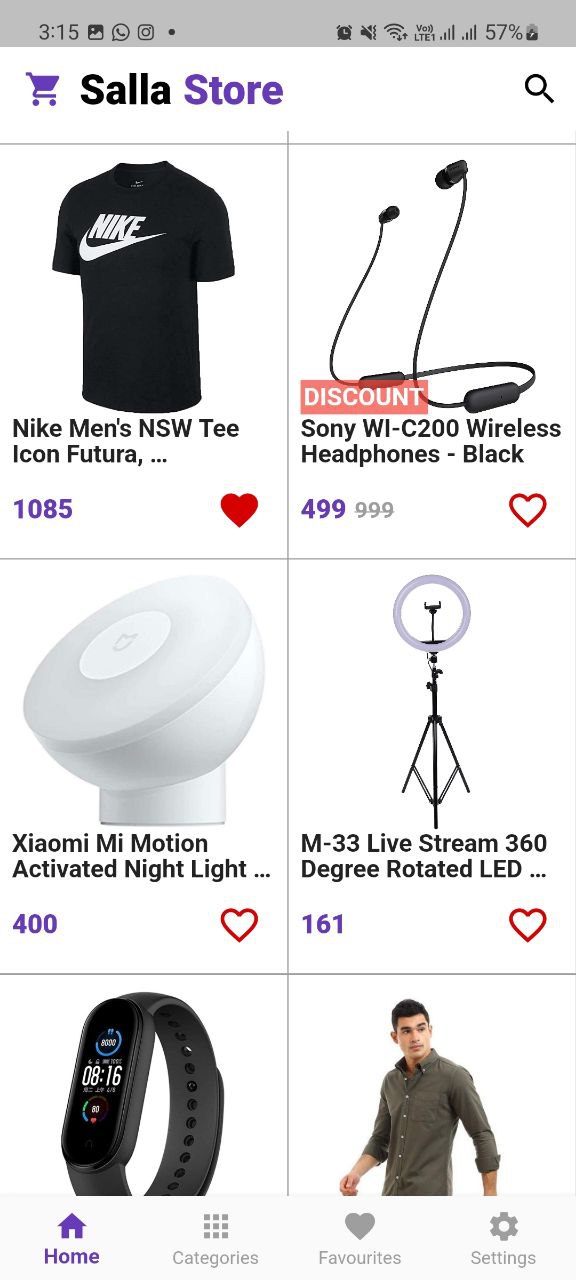 3:15 Vo)) LTE1 57%
Salla Store
NIKE
DISCOUNT
Nike Men's NSW Tee
Icon Futura, ...
1085
Sony WI-C200 Wireless
Headphones - Black
499 999
Xiaomi Mi Motion
Activated Night Light ...
400
M-33 Live Stream 360
Degree Rotated LED ...
161
8000
08:16
80
Home
Categories
Favourites
Settings